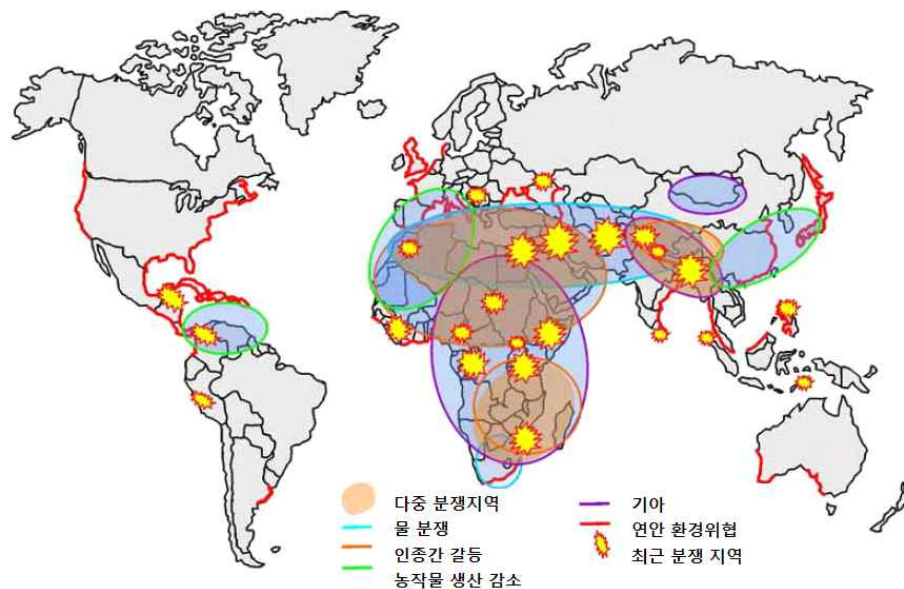 다중 분쟁지역
물 분쟁
인종간 갈등
농작물 생산 감소
기아
연안 환경위협
최근 분쟁 지역